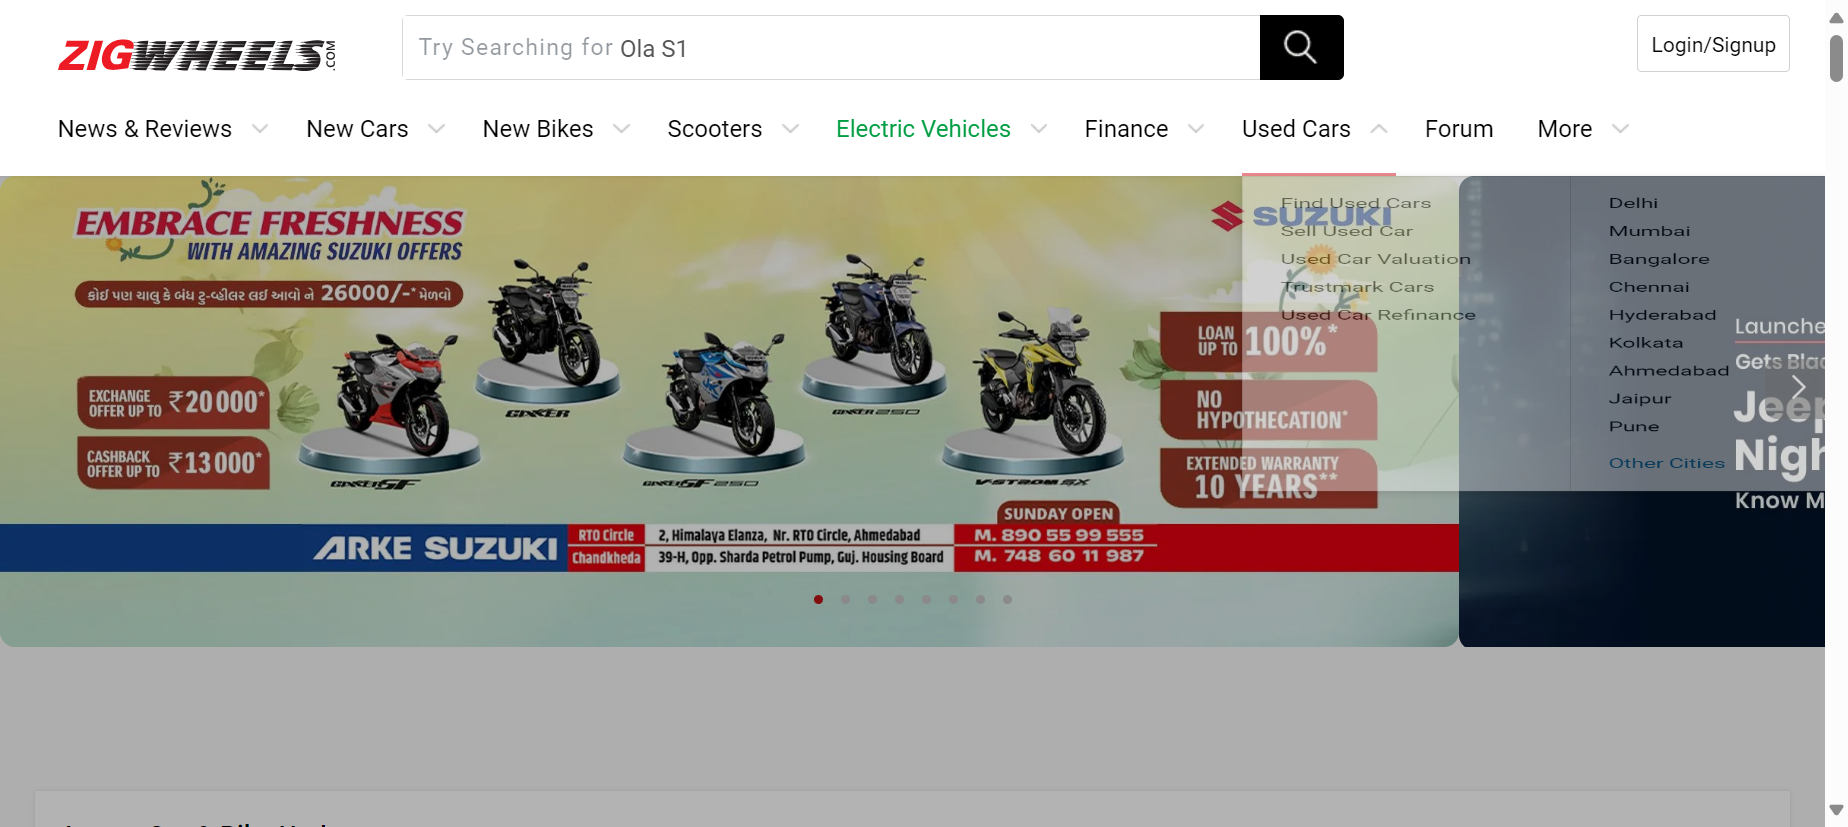 ZIGWHEELS.COM
Try Searching for Ola S1
Login/Signup
News & Reviews
New Cars
New Bikes
Scooters
Electric Vehicles
Finance
Used Cars
Forum
More
EMBRACE FRESHNESS
WITH AMAZING SUZUKI OFFERS
કોઈ પણ ચાલુ કે બંધ ટુ-વ્હીલર લઈ આવો ને 26000/-* મેળવો
EXCHANGE
OFFER UP TO ₹20000*
CASHBACK
OFFER UP TO ₹13000*
GIXXER SF
GIXXER
GIXXER SF 250
GIXXER 250
V-STROM SX
SUZUKI
LOAN
UP TO 100%*
NO
HYPOTHECATION*
EXTENDED WARRANTY
10 YEARS**
SUNDAY OPEN
ARKE SUZUKI
RTO Circle
2, Himalaya Elanza, Nr. RTO Circle, Ahmedabad
M. 890 55 99 555
Chandkheda
39-H, Opp. Sharda Petrol Pump, Guj. Housing Board
M. 748 60 11 987
Find Used Cars
Sell Used Car
Used Car Valuation
Trustmark Cars
Used Car Refinance
Delhi
Mumbai
Bangalore
Chennai
Hyderabad
Kolkata
Ahmedabad
Jaipur
Pune
Other Cities
Launche
Gets Blac
Jeep
Nigh
Know M